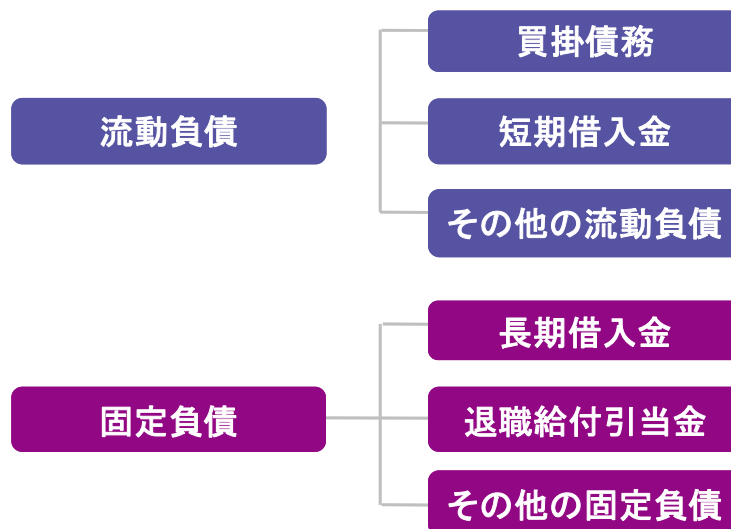 買掛債務
流動負債
短期借入金
その他の流動負債
長期借入金
固定負債
退職給付引当金
その他の固定負債